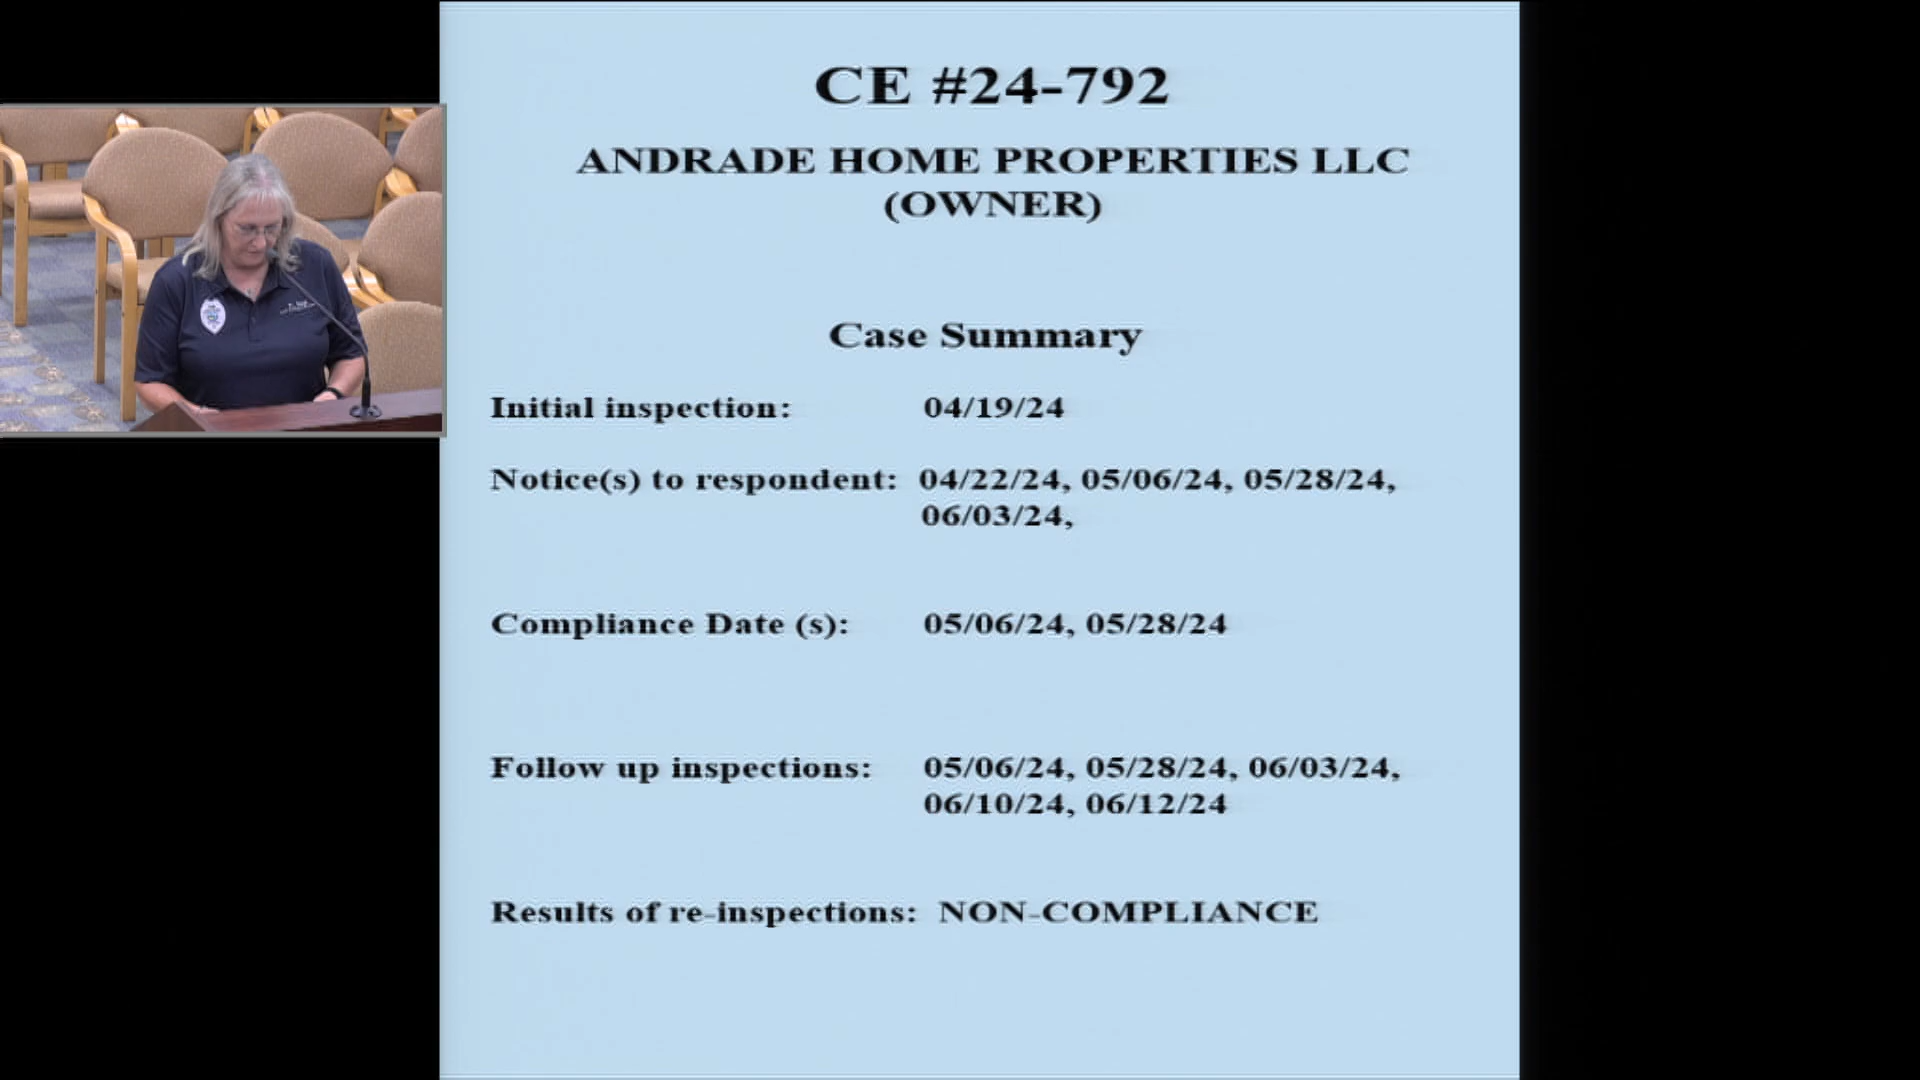 CE #24-792
ANDRADE HOME PROPERTIES LLC
(OWNER)
Case Summary
Initial inspection: 04/19/24
Notice(s) to respondent: 04/22/24, 05/06/24, 05/28/24,
06/03/24,
Compliance Date (s): 05/06/24, 05/28/24
Follow up inspections: 05/06/24, 05/28/24, 06/03/24,
06/10/24, 06/12/24
Results of re-inspections: NON-COMPLIANCE